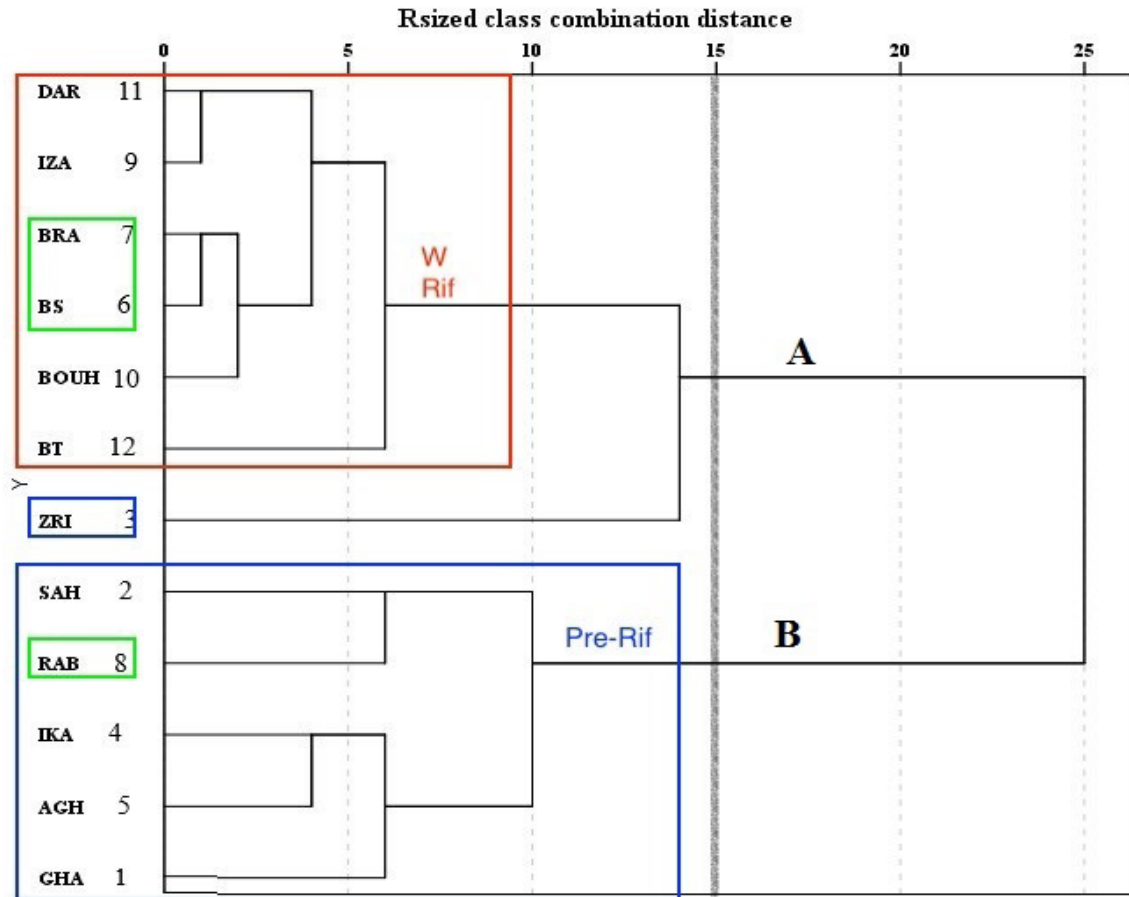 Rsized class combination distance
0 5 10 15 20 25
DAR 11
IZA 9
BRA 7
BS 6
W
Rif
A
BOUH 10
BT 12
Y
ZRI 3
SAH 2
RAB 8
Pre-Rif
B
IKA 4
AGH 5
GHA 1